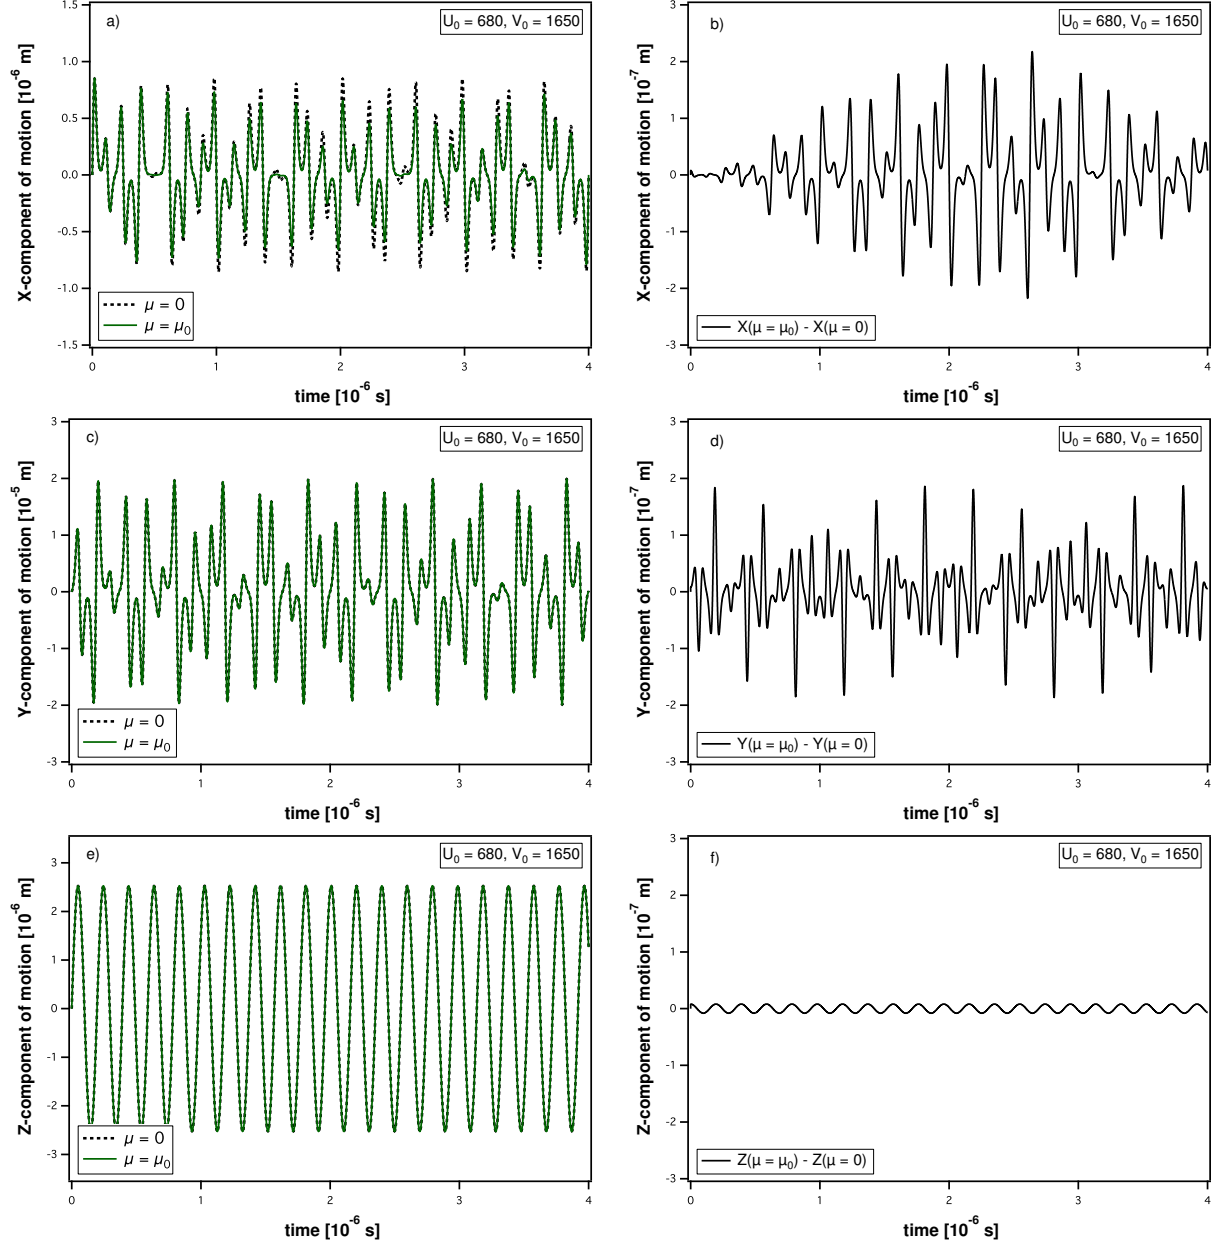 a)
U₀ = 680, V₀ = 1650
1.5
1.0
0.5
0.0
-0.5
-1.0
-1.5
X-component of motion [10⁻⁶ m]
μ = 0
μ = μ₀
0 1 2 3 4
time [10⁻⁶ s]
b)
U₀ = 680, V₀ = 1650
3
2
1
0
-1
-2
-3
X-component of motion [10⁻⁷ m]
X(μ = μ₀) - X(μ = 0)
0 1 2 3 4
time [10⁻⁶ s]
c)
U₀ = 680, V₀ = 1650
3
2
1
0
-1
-2
-3
Y-component of motion [10⁻⁵ m]
μ = 0
μ = μ₀
0 1 2 3 4
time [10⁻⁶ s]
d)
U₀ = 680, V₀ = 1650
3
2
1
0
-1
-2
-3
Y-component of motion [10⁻⁷ m]
Y(μ = μ₀) - Y(μ = 0)
0 1 2 3 4
time [10⁻⁶ s]
e)
U₀ = 680, V₀ = 1650
3
2
1
0
-1
-2
-3
Z-component of motion [10⁻⁶ m]
μ = 0
μ = μ₀
0 1 2 3 4
time [10⁻⁶ s]
f)
U₀ = 680, V₀ = 1650
3
2
1
0
-1
-2
-3
Z-component of motion [10⁻⁷ m]
Z(μ = μ₀) - Z(μ = 0)
0 1 2 3 4
time [10⁻⁶ s]